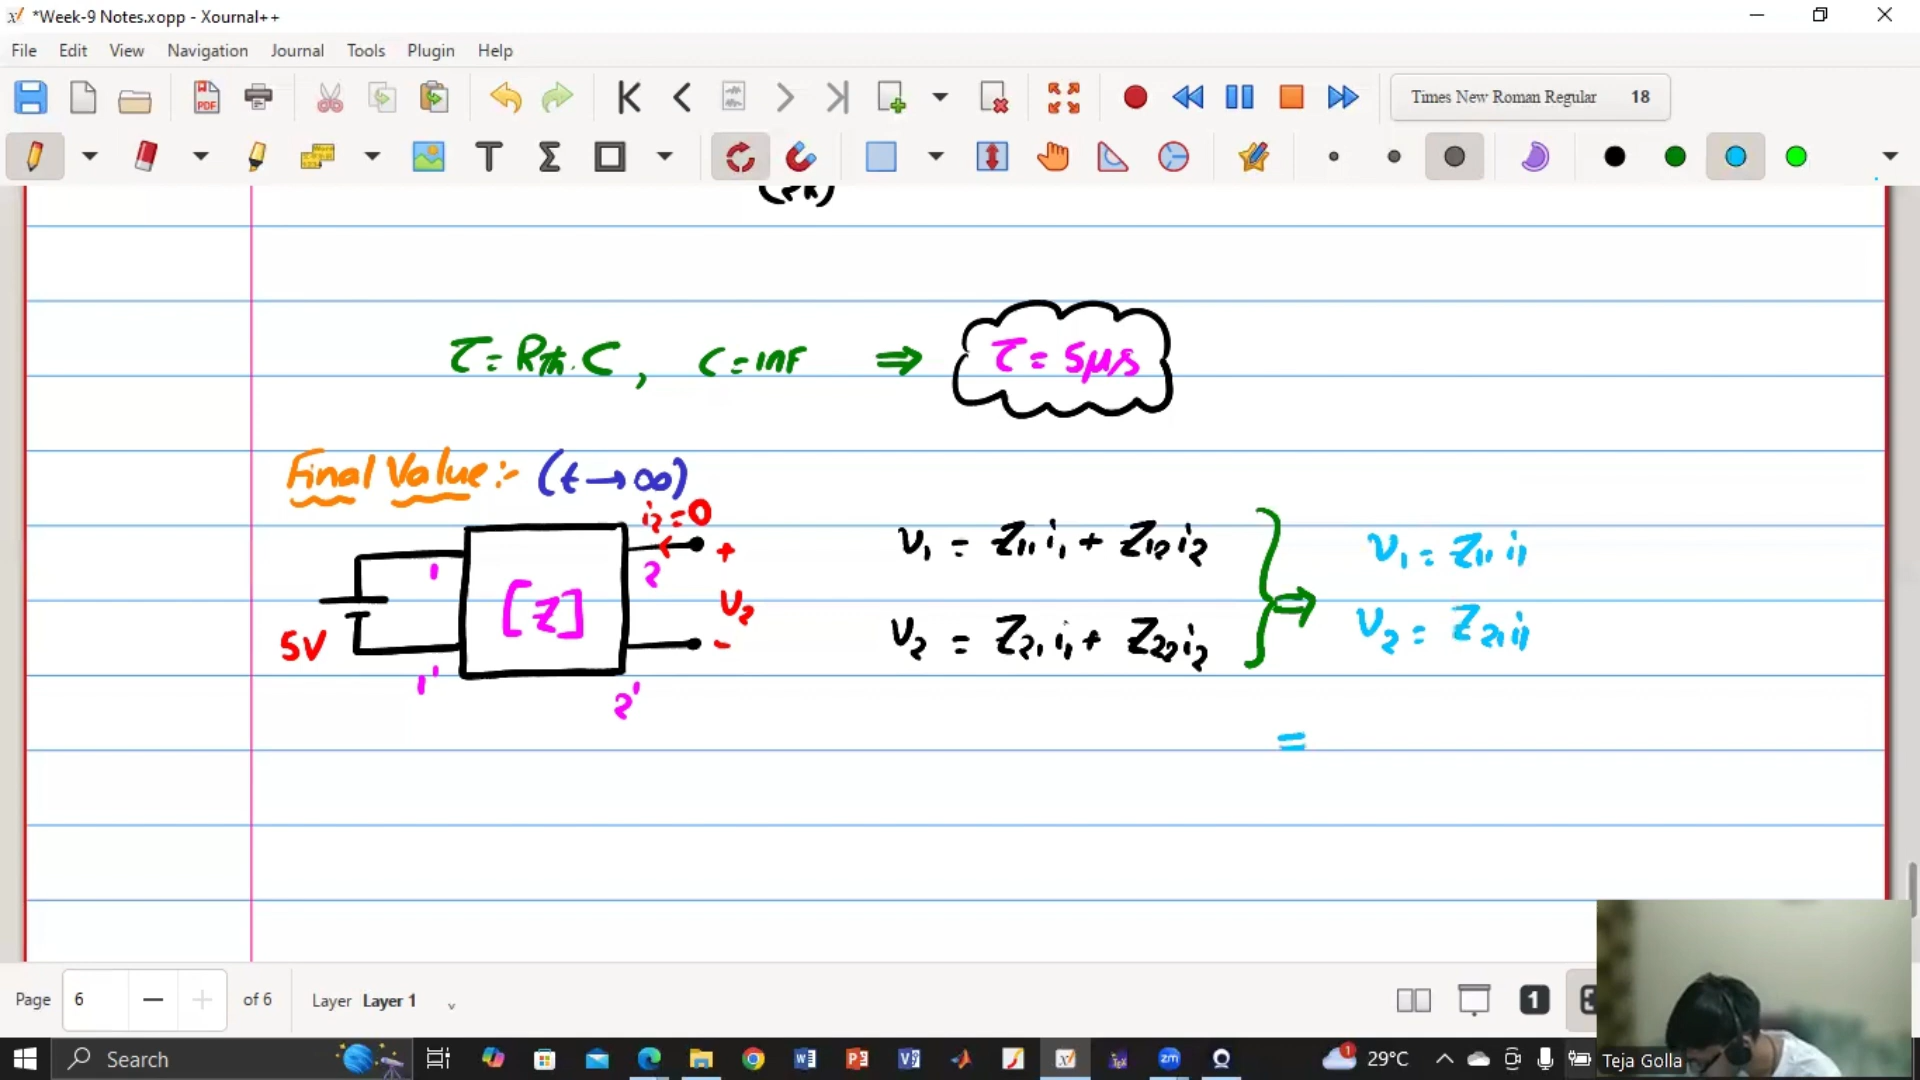 *Week-9 Notes.xopp - Xournal++
File Edit View Navigation Journal Tools Plugin Help
PDF
Times New Roman Regular 18
τ = Rth. C , C = 1nF ⇒ τ = 5μs
Final Value :- (t → ∞)
i₂ = 0
1
2
+
5V
[Z]
V₂
-
1'
2'
V₁ = Z₁₁ i₁ + Z₁₂ i₂
V₂ = Z₂₁ i₁ + Z₂₂ i₂
⇒
V₁ = Z₁₁ i₁
V₂ = Z₂₁ i₁
=
Page 6 of 6 Layer Layer 1
1
Search
29°C
Teja Golla